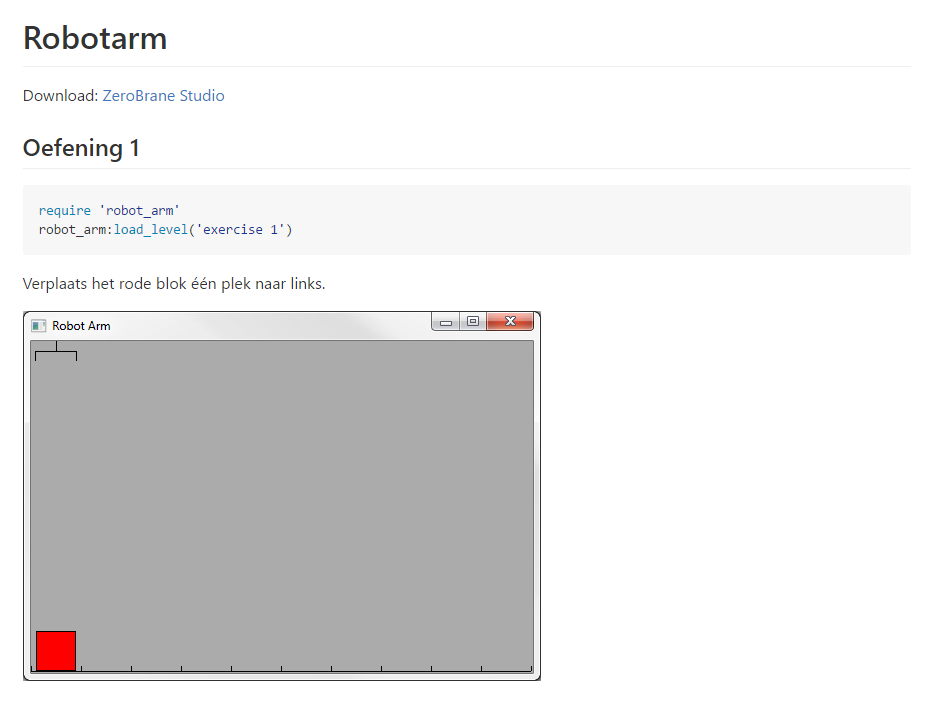 Robotarm
Download: ZeroBrane Studio
Oefening 1
require 'robot_arm'
robot_arm:load_level('exercise 1')
Verplaats het rode blok één plek naar links.
Robot Arm